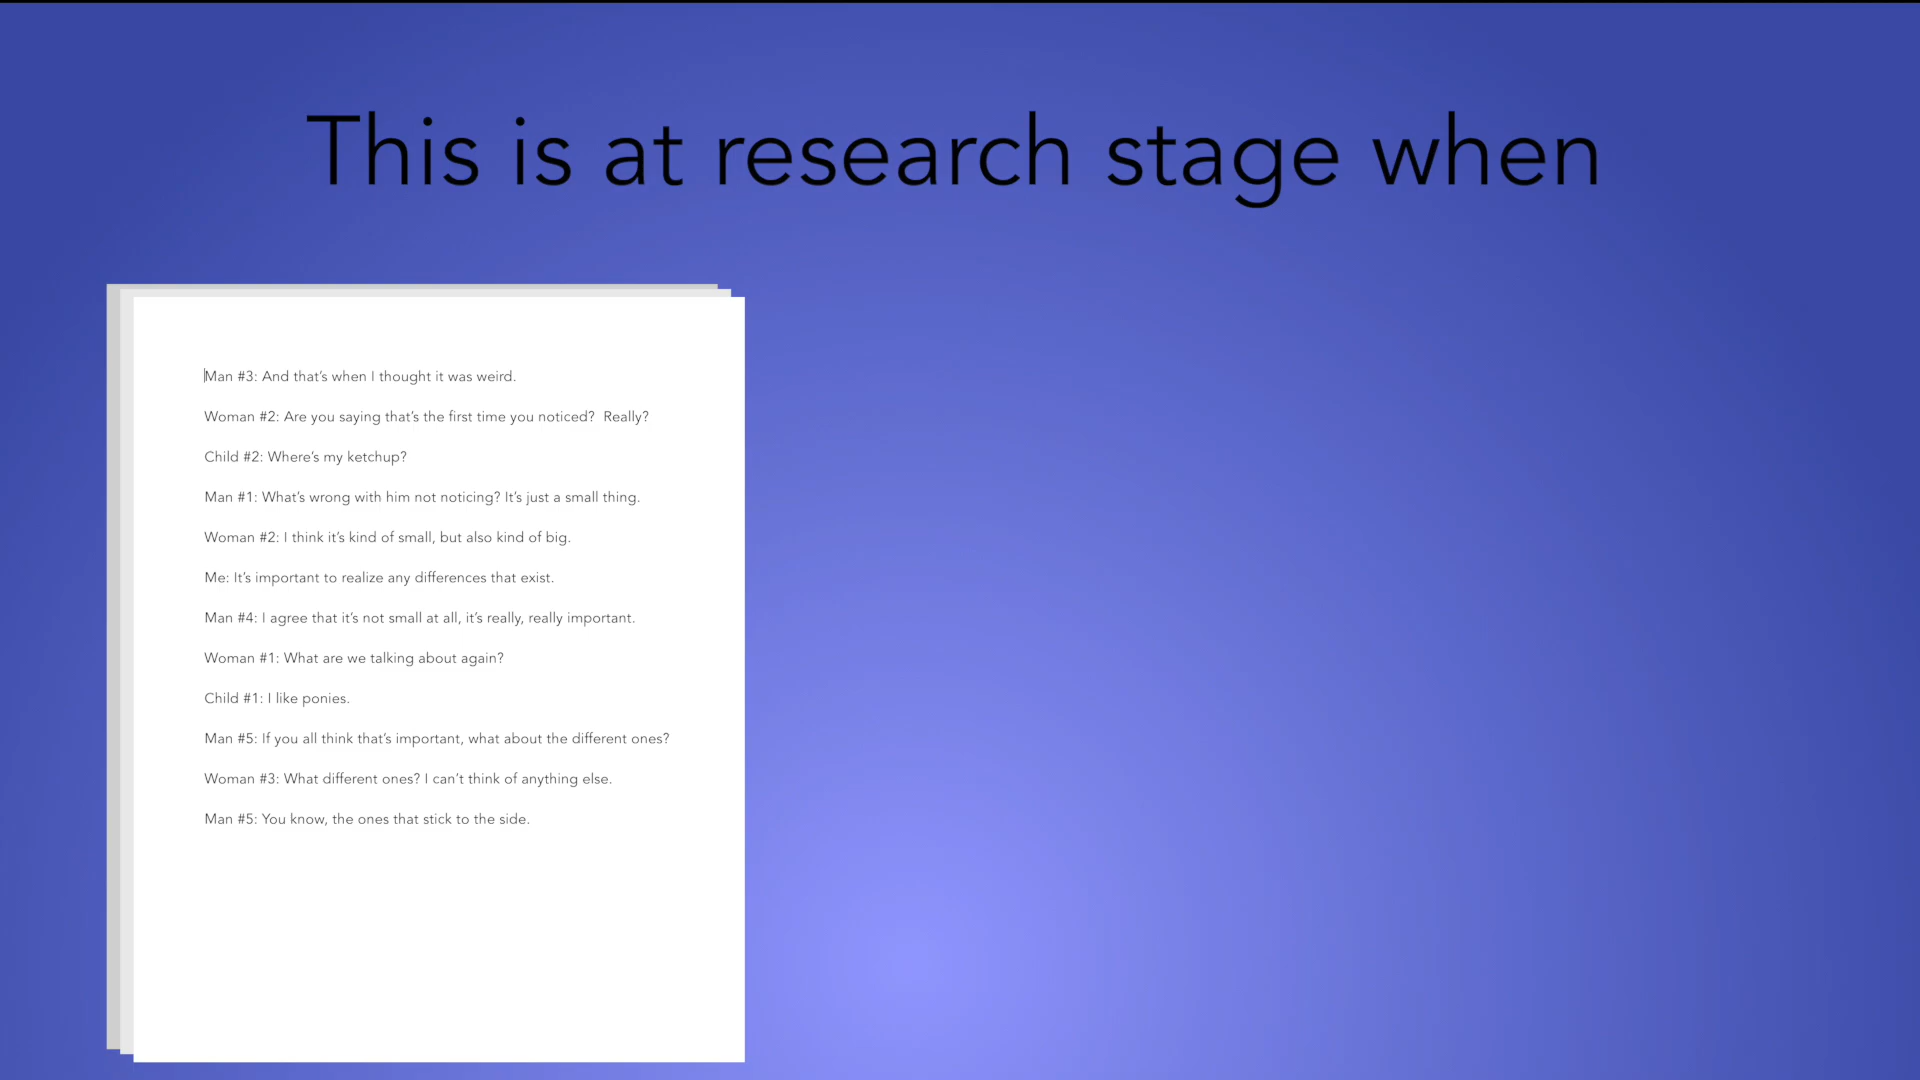 This is at research stage when
Man #3: And that’s when I thought it was weird.
Woman #2: Are you saying that’s the first time you noticed?  Really?
Child #2: Where’s my ketchup?
Man #1: What’s wrong with him not noticing? It’s just a small thing.
Woman #2: I think it’s kind of small, but also kind of big.
Me: It’s important to realize any differences that exist.
Man #4: I agree that it’s not small at all, it’s really, really important.
Woman #1: What are we talking about again?
Child #1: I like ponies.
Man #5: If you all think that’s important, what about the different ones?
Woman #3: What different ones? I can’t think of anything else.
Man #5: You know, the ones that stick to the side.